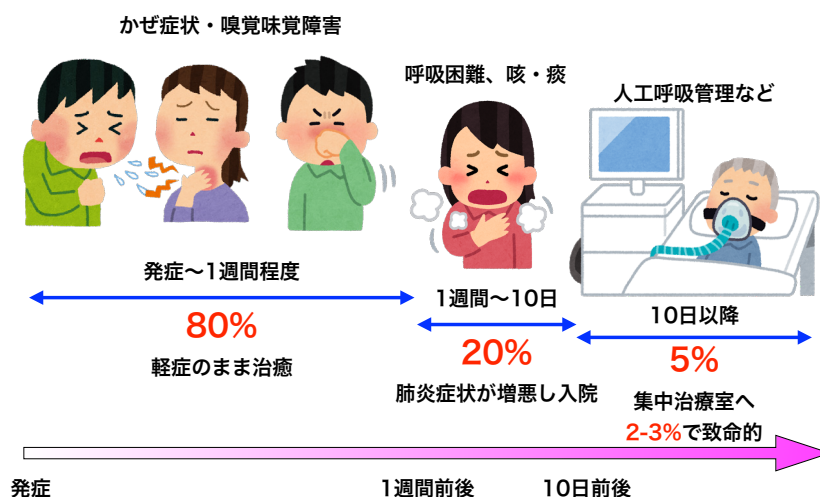 かぜ症状・嗅覚味覚障害
呼吸困難、咳・痰
人工呼吸管理など
発症〜1週間程度
80%
軽症のまま治癒
1週間〜10日
20%
肺炎症状が増悪し入院
10日以降
5%
集中治療室へ
2-3%で致命的
発症
1週間前後
10日前後